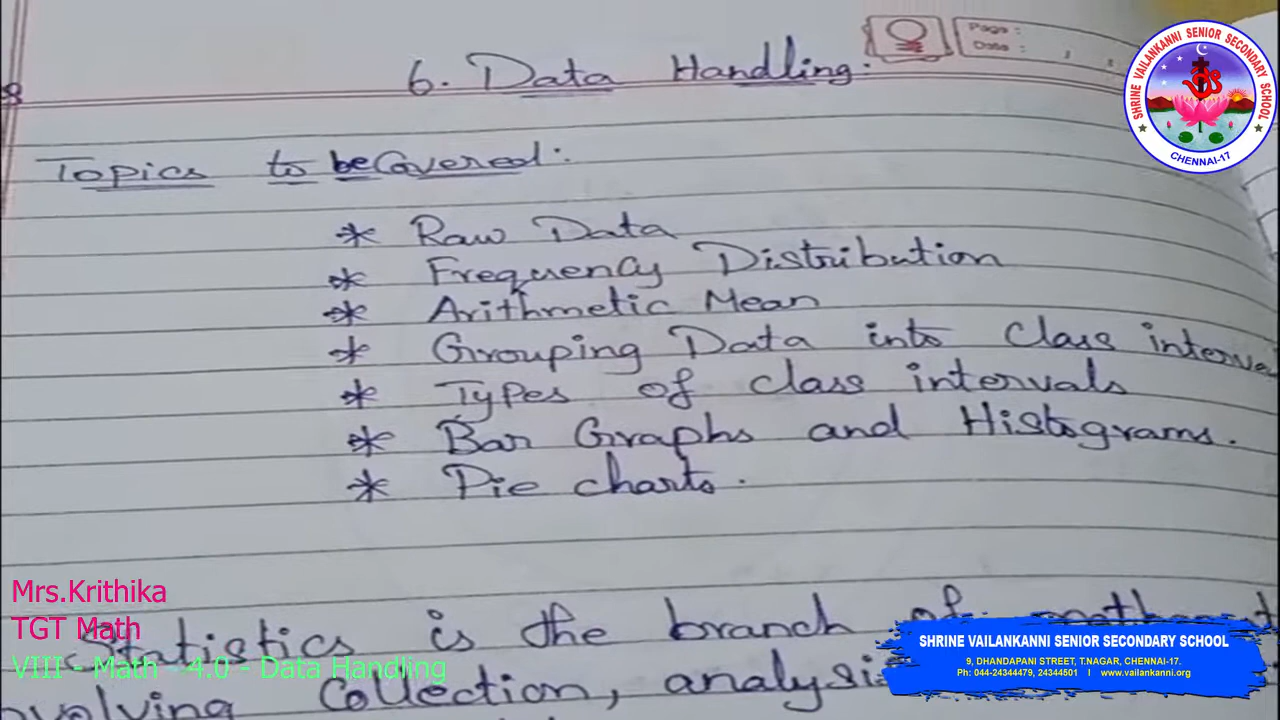 Page :
Date :
6. Data Handling:
Topics to be Covered:
* Raw Data
* Frequency Distribution
* Arithmetic Mean
* Grouping Data into Class
* Types of class intervals
* Bar Graphs and Histograms.
* Pie charts.
Statistics is the branch of
Collection,
SHRINE VAILANKANNI SENIOR SECONDARY SCHOOL
CHENNAI-17
Mrs.Krithika
TGT Math
VIII - Math - 4.0 - Data Handling
SHRINE VAILANKANNI SENIOR SECONDARY SCHOOL
9, DHANDAPANI STREET, T.NAGAR, CHENNAI-17.
Ph: 044-24344479, 24344501 I www.vailankanni.org